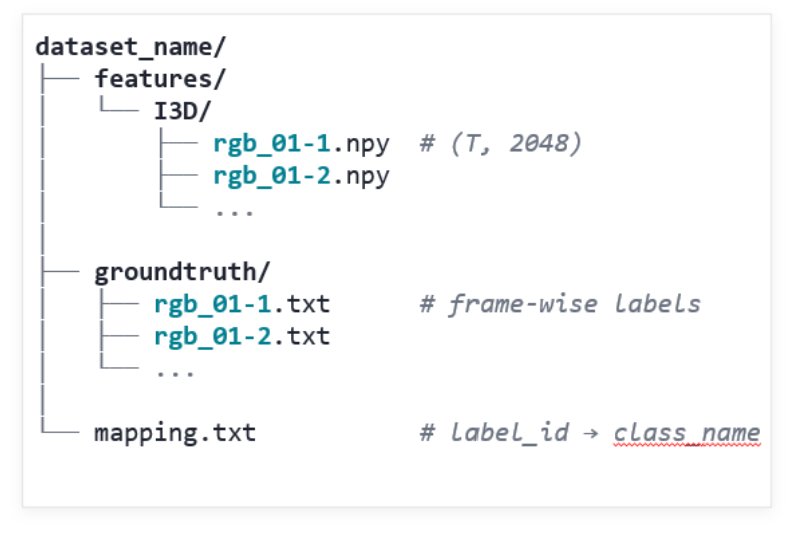 dataset_name/
├── features/
│   └── I3D/
│       ├── rgb_01-1.npy  # (T, 2048)
│       ├── rgb_01-2.npy
│       └── ...
│
├── groundtruth/
│   ├── rgb_01-1.txt      # frame-wise labels
│   ├── rgb_01-2.txt
│   └── ...
│
└── mapping.txt           # label_id → class_name